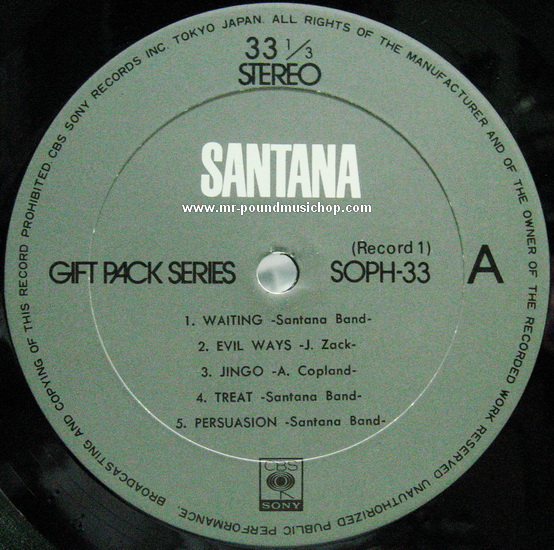 CBS SONY RECORDS INC. TOKYO JAPAN. ALL RIGHTS OF THE MANUFACTURER AND OF THE OWNER OF THE RECORDED WORK RESERVED UNAUTHORIZED PUBLIC PERFORMANCE, BROADCASTING AND COPYING OF THIS RECORD PROHIBITED
33 1/3
STEREO
SANTANA
www.mr-poundmusichop.com
(Record 1)
GIFT PACK SERIES SOPH-33 A
1. WAITING -Santana Band-
2. EVIL WAYS -J. Zack-
3. JINGO -A. Copland-
4. TREAT -Santana Band-
5. PERSUASION -Santana Band-
CBS
SONY